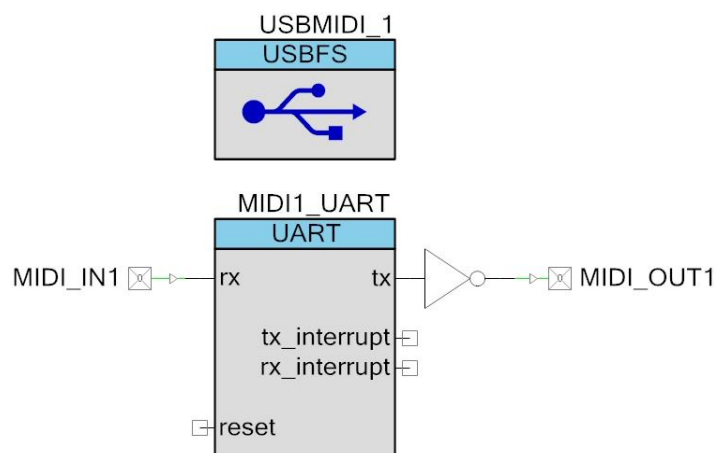 USBMIDI_1
USBFS
MIDI1_UART
UART
MIDI_IN1
rx
tx
MIDI_OUT1
tx_interrupt
rx_interrupt
reset